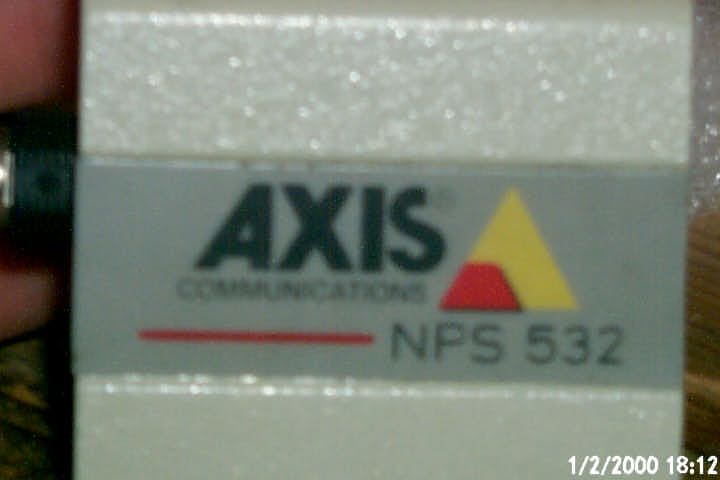 AXIS®
COMMUNICATIONS
NPS 532
1/2/2000 18:12